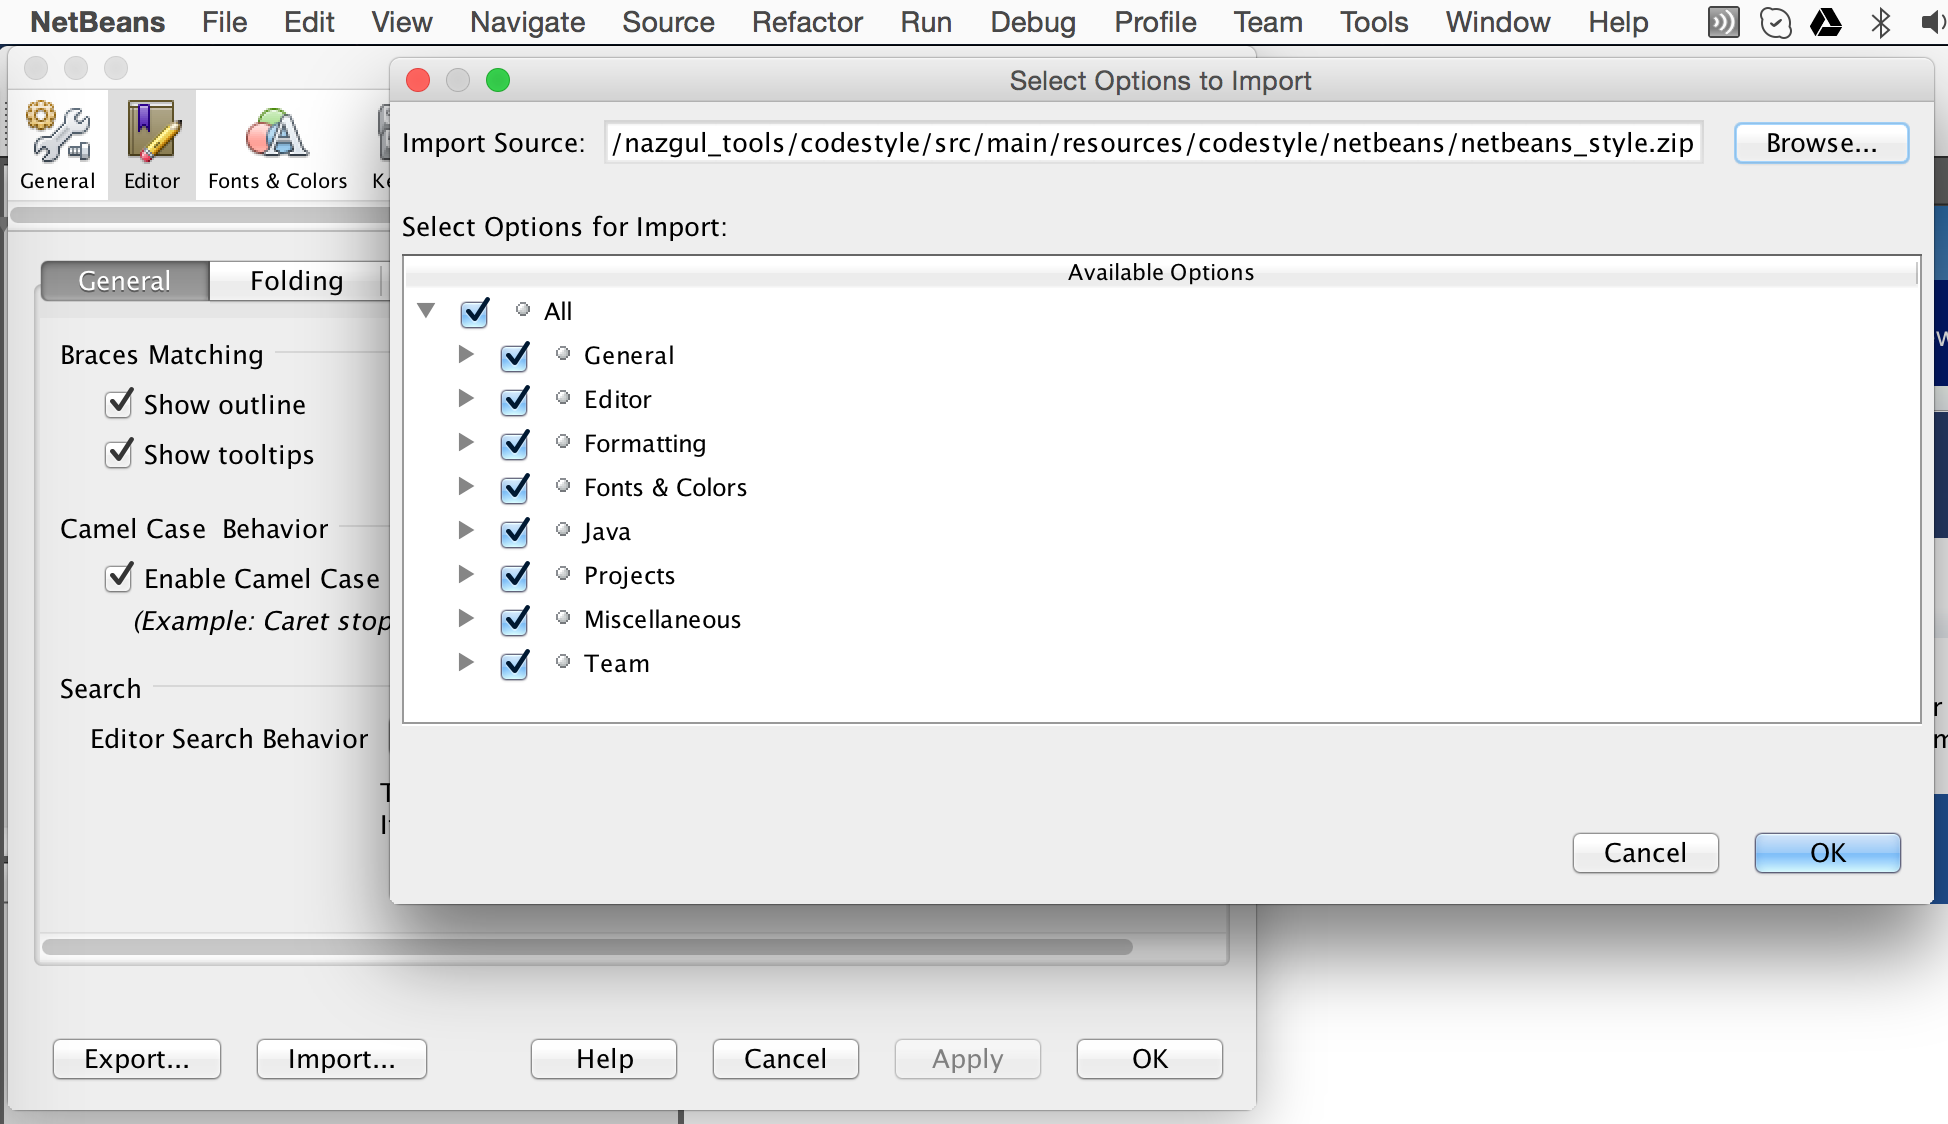 NetBeans File Edit View Navigate Source Refactor Run Debug Profile Team Tools Window Help
Select Options to Import
Import Source: /nazgul_tools/codestyle/src/main/resources/codestyle/netbeans/netbeans_style.zip Browse...
General Editor Fonts & Colors
Select Options for Import:
Available Options
General Folding
All
General
Editor
Formatting
Fonts & Colors
Java
Projects
Miscellaneous
Team
Braces Matching
Show outline
Show tooltips
Camel Case Behavior
Enable Camel Case
(Example: Caret stop
Search
Editor Search Behavior
Cancel OK
Export... Import... Help Cancel Apply OK